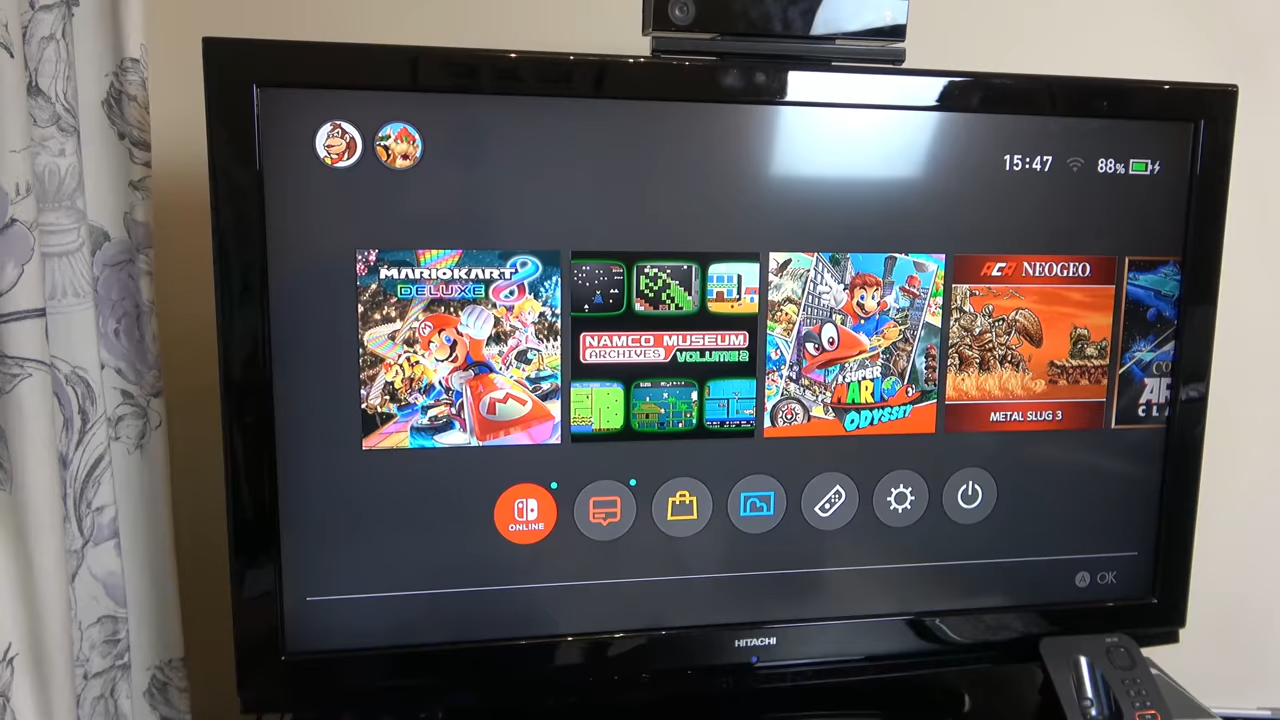 15:47
88%
MARIOKART 8
DELUXE
NAMCO MUSEUM
ARCHIVES VOLUME 2
SUPER
MARIO
ODYSSEY
ACA NEOGEO
METAL SLUG 3
ONLINE
A OK
HITACHI